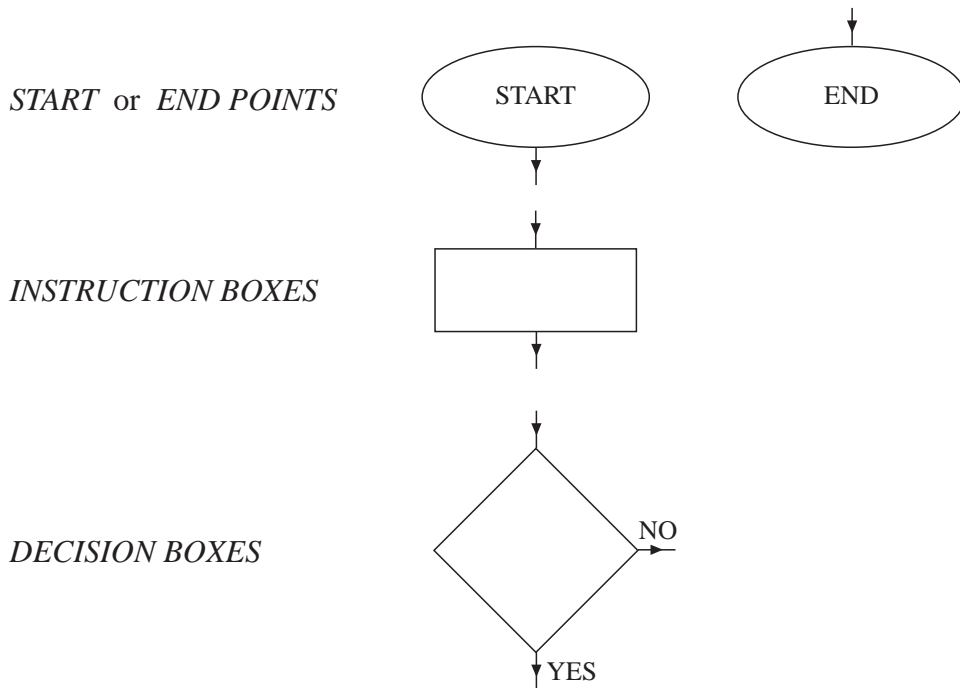 START or END POINTS
START
END
INSTRUCTION BOXES
DECISION BOXES
NO
YES